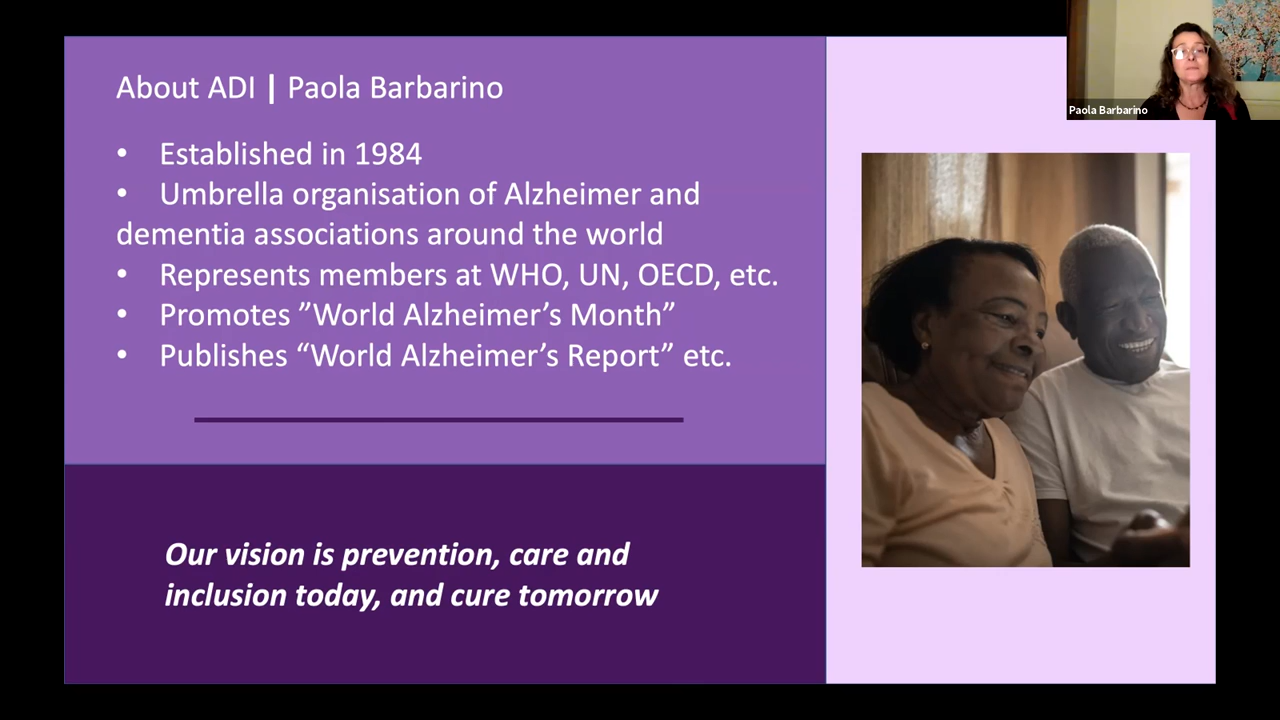 About ADI | Paola Barbarino
• Established in 1984
• Umbrella organisation of Alzheimer and
dementia associations around the world
• Represents members at WHO, UN, OECD, etc.
• Promotes ”World Alzheimer’s Month”
• Publishes “World Alzheimer’s Report” etc.
Our vision is prevention, care and
inclusion today, and cure tomorrow
Paola Barbarino